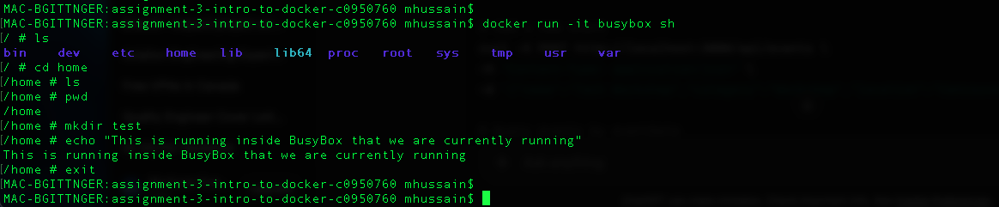 MAC-BGITTNGER:assignment-3-intro-to-docker-c0950760 mhussain$
[MAC-BGITTNGER:assignment-3-intro-to-docker-c0950760 mhussain$ docker run -it busybox sh
[/ # ls
bin dev etc home lib lib64 proc root sys tmp usr var
[/ # cd home
[/home # ls
[/home # pwd
/home
[/home # mkdir test
[/home # echo "This is running inside BusyBox that we are currently running"
This is running inside BusyBox that we are currently running
[/home # exit
[MAC-BGITTNGER:assignment-3-intro-to-docker-c0950760 mhussain$
[MAC-BGITTNGER:assignment-3-intro-to-docker-c0950760 mhussain$